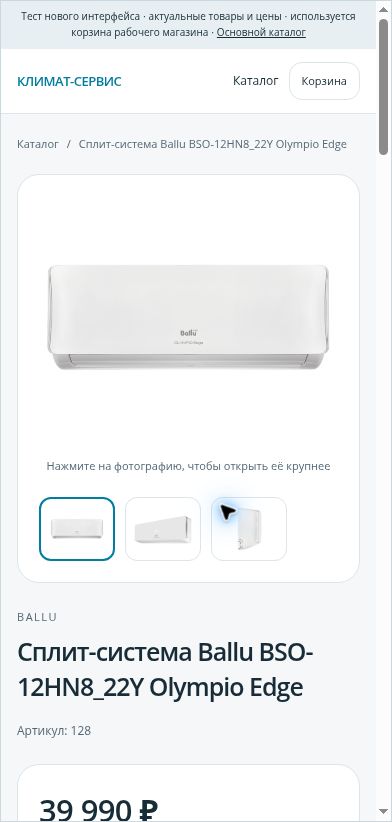 Тест нового интерфейса · актуальные товары и цены · используется
корзина рабочего магазина · Основной каталог
КЛИМАТ-СЕРВИС
Каталог
Корзина
Каталог / Сплит-система Ballu BSO-12HN8_22Y Olympio Edge
Ballu
Нажмите на фотографию, чтобы открыть её крупнее
BALLU
Сплит-система Ballu BSO-
12HN8_22Y Olympio Edge
Артикул: 128
39 990 ₽